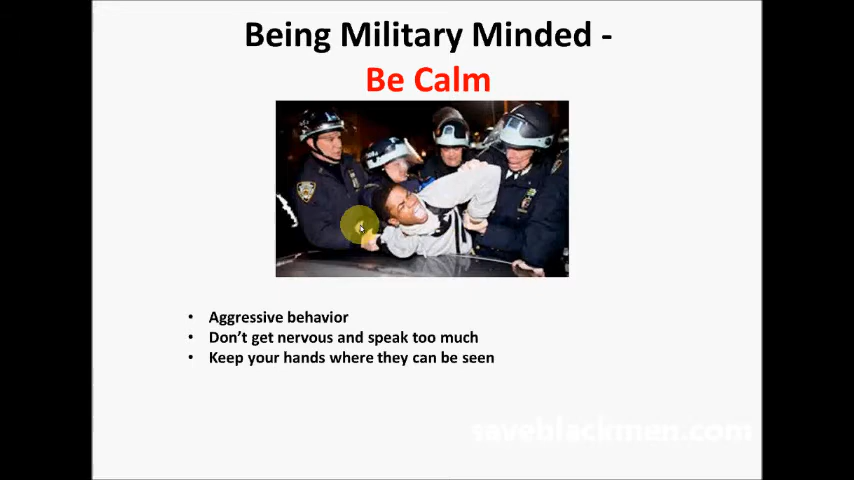 Being Military Minded -
Be Calm
• Aggressive behavior
• Don't get nervous and speak too much
• Keep your hands where they can be seen
saveblackmen.com